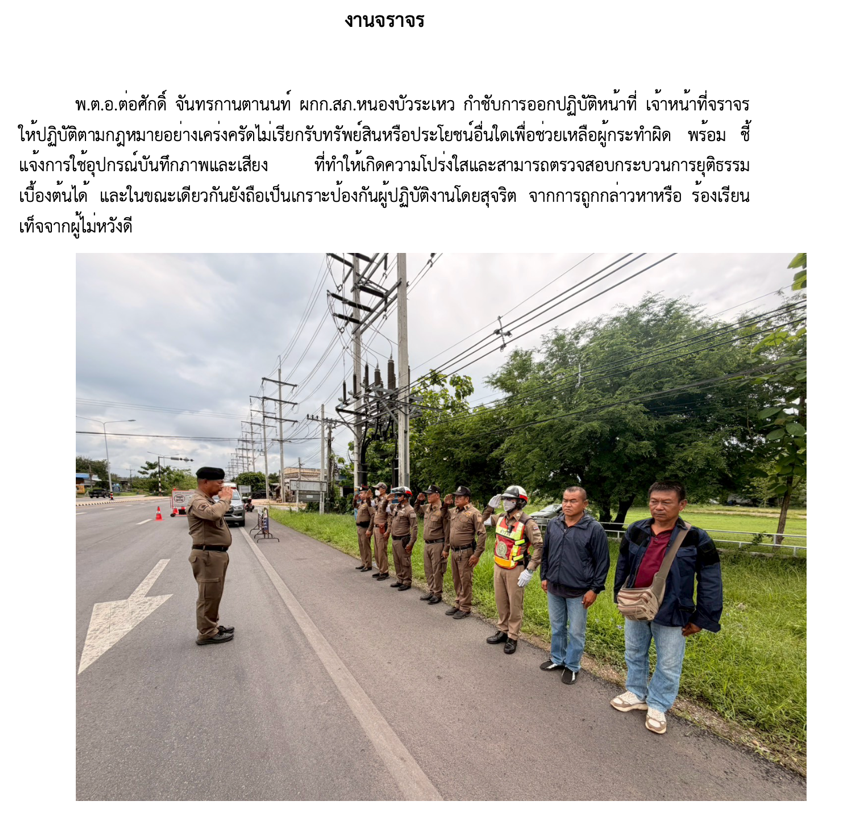 งานจราจร
พ.ต.อ.ต่อศักดิ์ จันทรกานตานนท์ ผกก.สภ.หนองบัวระเหว กำชับการออกปฏิบัติหน้าที่ เจ้าหน้าที่จราจร
ให้ปฏิบัติตามกฎหมายอย่างเคร่งครัดไม่เรียกรับทรัพย์สินหรือประโยชน์อื่นใดเพื่อช่วยเหลือผู้กระทำผิด พร้อม ชี้
แจ้งการใช้อุปกรณ์บันทึกภาพและเสียง ที่ทำให้เกิดความโปร่งใสและสามารถตรวจสอบกระบวนการยุติธรรม
เบื้องต้นได้ และในขณะเดียวกันยังถือเป็นเกราะป้องกันผู้ปฏิบัติงานโดยสุจริต จากการถูกกล่าวหาหรือ ร้องเรียน
เท็จจากผู้ไม่หวังดี